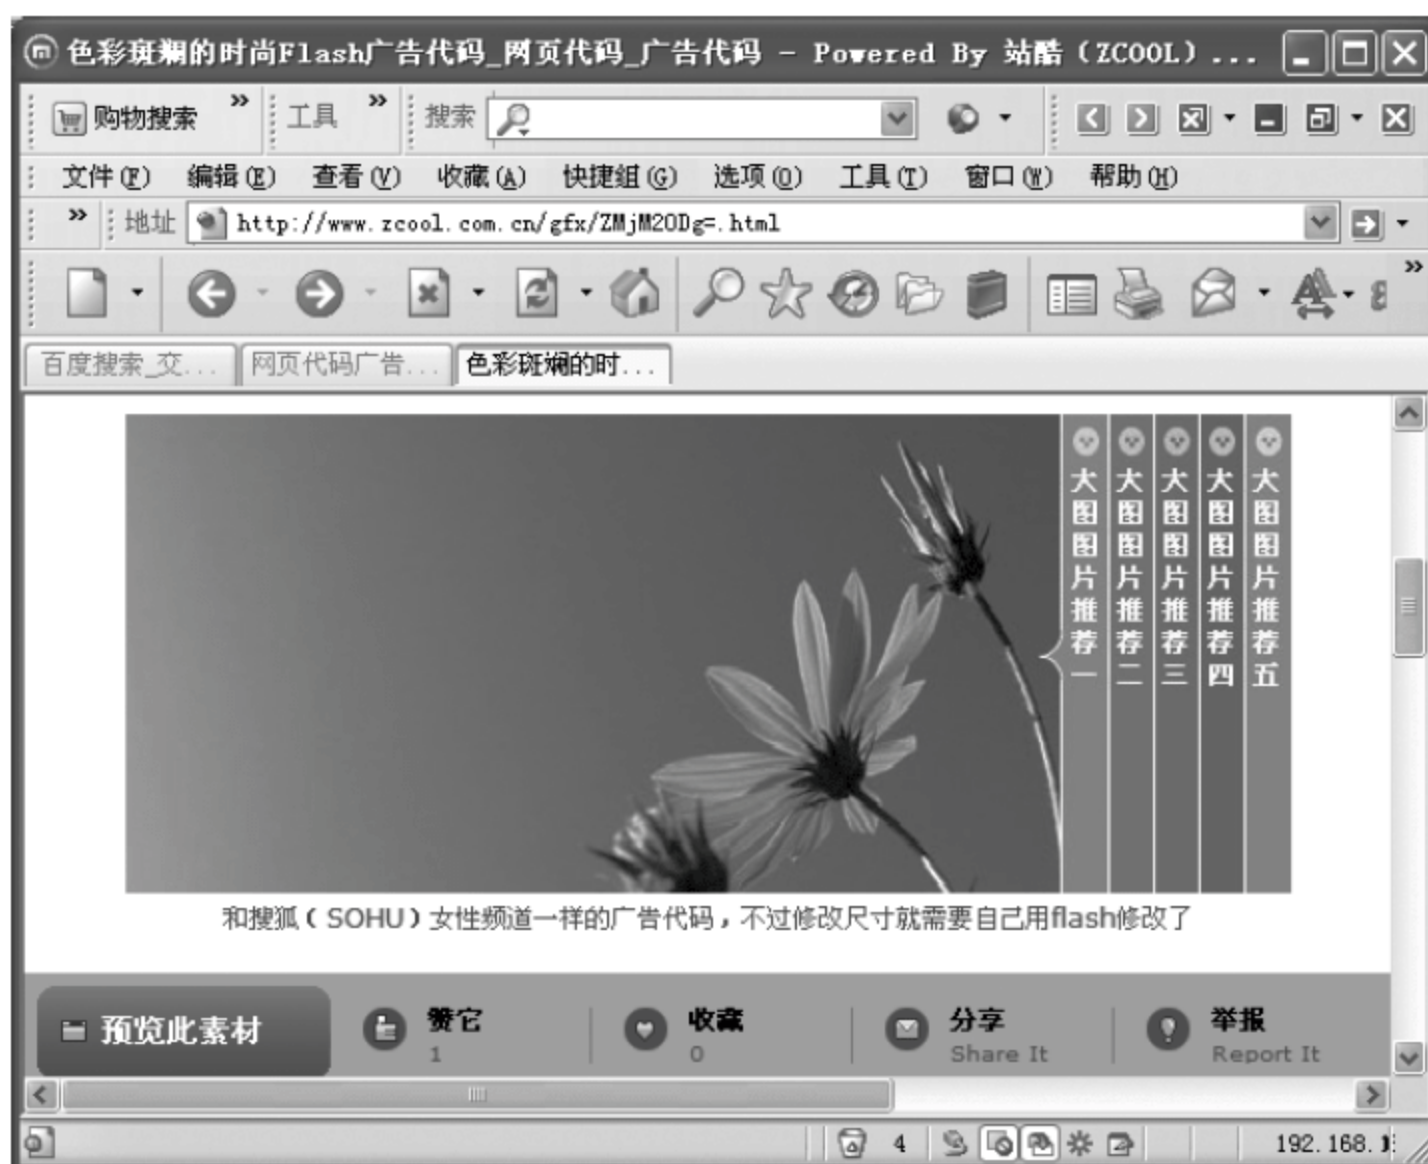 色彩斑斓的时尚Flash广告代码_网页代码_广告代码 - Powered By 站酷（ZCOOL）...
购物搜索 » 工具 » 搜索
文件(F) 编辑(E) 查看(V) 收藏(A) 快捷组(G) 选项(O) 工具(T) 窗口(W) 帮助(H)
» 地址 http://www.zcool.com.cn/gfx/ZMjM2ODg=.html
»
百度搜索_交... 网页代码广告... 色彩斑斓的时...
大图图片推荐一
大图图片推荐二
大图图片推荐三
大图图片推荐四
大图图片推荐五
和搜狐（SOHU）女性频道一样的广告代码，不过修改尺寸就需要自己用flash修改了
预览此素材
赞它
1
收藏
0
分享
Share It
举报
Report It
4 192.168.